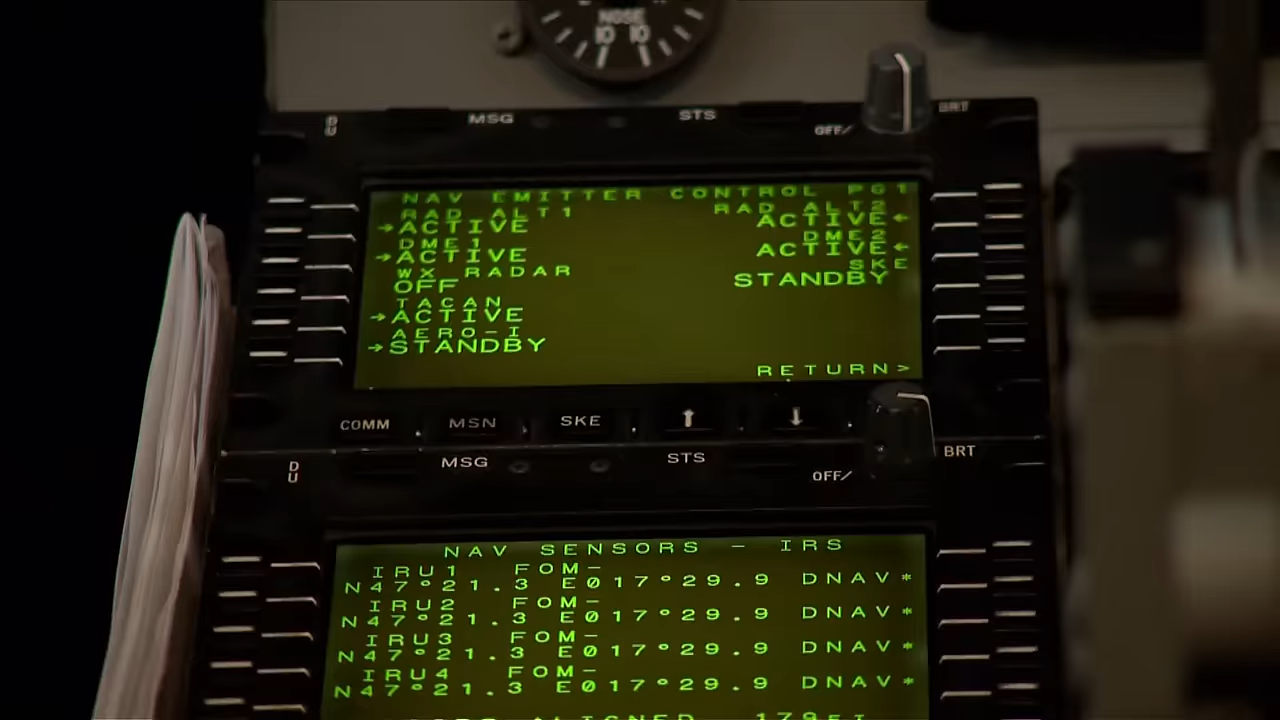 NOSE
10 10
DU MSG STS OFF/ BRT
NAV EMITTER CONTROL PG1
RAD ALT1 RAD ALT2
→ACTIVE ACTIVE←
DME1 DME2
→ACTIVE ACTIVE←
WX RADAR SKE
OFF STANDBY
TACAN
→ACTIVE
AERO-I
→STANDBY
RETURN>
COMM MSN SKE ↑ ↓
DU MSG STS OFF/ BRT
NAV SENSORS - IRS
IRU1 FOM-
N47°21.3 E017°29.9 DNAV*
IRU2 FOM-
N47°21.3 E017°29.9 DNAV*
IRU3 FOM-
N47°21.3 E017°29.9 DNAV*
IRU4 FOM-
N47°21.3 E017°29.9 DNAV*
ALIGNED